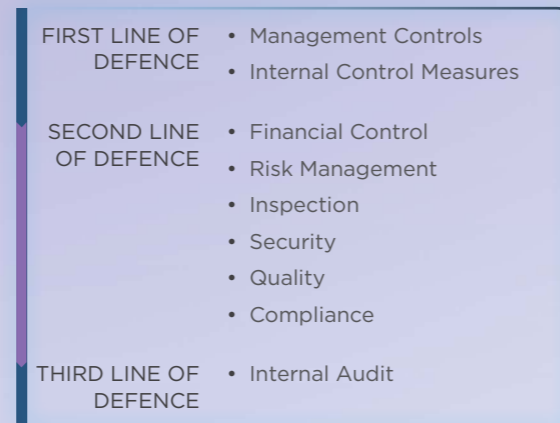 FIRST LINE OF
DEFENCE
• Management Controls
• Internal Control Measures
SECOND LINE
OF DEFENCE
• Financial Control
• Risk Management
• Inspection
• Security
• Quality
• Compliance
THIRD LINE OF
DEFENCE
• Internal Audit